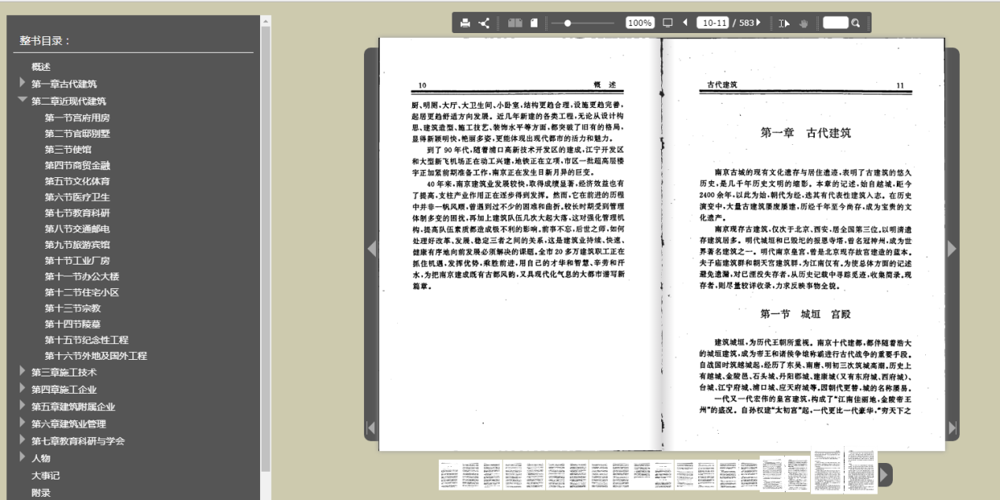 整书目录：
概述
第一章古代建筑
第二章近现代建筑
第一节宫府用房
第二节官邸别墅
第三节使馆
第四节商贸金融
第五节文化体育
第六节医疗卫生
第七节教育科研
第八节交通邮电
第九节旅游宾馆
第十节工业厂房
第十一节办公大楼
第十二节住宅小区
第十三节宗教
第十四节陵墓
第十五节纪念性工程
第十六节外地及国外工程
第三章施工技术
第四章施工企业
第五章建筑附属企业
第六章建筑业管理
第七章教育科研与学会
人物
大事记
附录
100%
10-11 / 583
10 概 述
厨、明厕,大厅、大卫生间、小卧室,结构更趋合理,设施更趋完善,
起居更趋舒适方向发展。近几年新建的各类工程,无论从设计构
思、建筑造型、施工技艺、装饰水平等方面,都突破了旧有的格局,
显得新颖明快,艳丽多姿,更能体现出现代都市的活力和魅力。
到了 90 年代,随着浦口高新技术开发区的建成,江宁开发区
和大型新飞机场正在动工兴建,地铁正在立项,市区一批超高层楼
宇正加紧前期准备工作,南京正在发生日新月异的巨变。
40 年来,南京建筑业发展较快,取得成绩显著,经济效益也有
了提高,支柱产业作用正在逐步得到发挥。然而,它在前进的历程
中并非一帆风顺,曾遇到过不少的困难和曲折。较长时期受到管理
体制多变的困扰,再加上建筑队伍几次大起大落,这对强化管理机
构,提高队伍素质都造成极不利的影响。前事不忘,后世之师,如何
处理好改革、发展、稳定三者之间的关系,这是建筑业持续、快速、
健康有序地向前发展必须解决的课题。全市 20 多万建筑职工正在
抓住机遇,发挥优势,乘胜前进,用自己的才华和智慧、辛劳和汗
水,为把南京建成既有古都风韵,又具现代化气息的大都市谱写新
篇章。
古代建筑 11
第一章 古代建筑
南京古城的现有文化遗存与居住遗迹,表明了古建筑的悠久
历史,是几千年历史文明的缩影。本章的记述,始自越城,距今
2400 余年,以此为始,朝代为经,选其有代表性建筑入志。在历史
演变中,大量古建筑屡废屡建,历经千年至今尚存,成为宝贵的文
化遗产。
南京现存古建筑,仅次于北京、西安,居全国第三位。以明清遗
存建筑居多。明代城垣和已毁圮的报恩寺塔,曾名冠神州,成为世
界著名建筑之一。明代南京皇宫,曾是北京现存故宫建造的蓝本。
夫子庙建筑群和朝天宫建筑群,为江南仅有。为使总体方面的记述
避免遗漏,对已湮没失存者,从历史记载中寻踪觅迹,收集简录。现
存者,则尽量较详收录,力求反映事物全貌。
第一节 城垣 宫殿
建筑城垣,为历代王朝所重视。南京十代建都,都伴随着浩大
的城垣建筑,成为帝王和诸侯争雄称霸进行古代战争的重要手段。
自战国时筑越城起,经历了东吴、南唐、明初三次筑城高潮。历史上
有越城、金陵邑、石头城、丹阳郡城、建康城(又有东府城、西府城)、
台城、江宁府城、浦口城、应天府城等。因朝代更替,城的名称屡易。
一代又一代宏伟的皇宫建筑,构成了“江南佳丽地,金陵帝王
州”的盛况。自孙权建“太初宫”起,一代更比一代豪华,“穷天下之